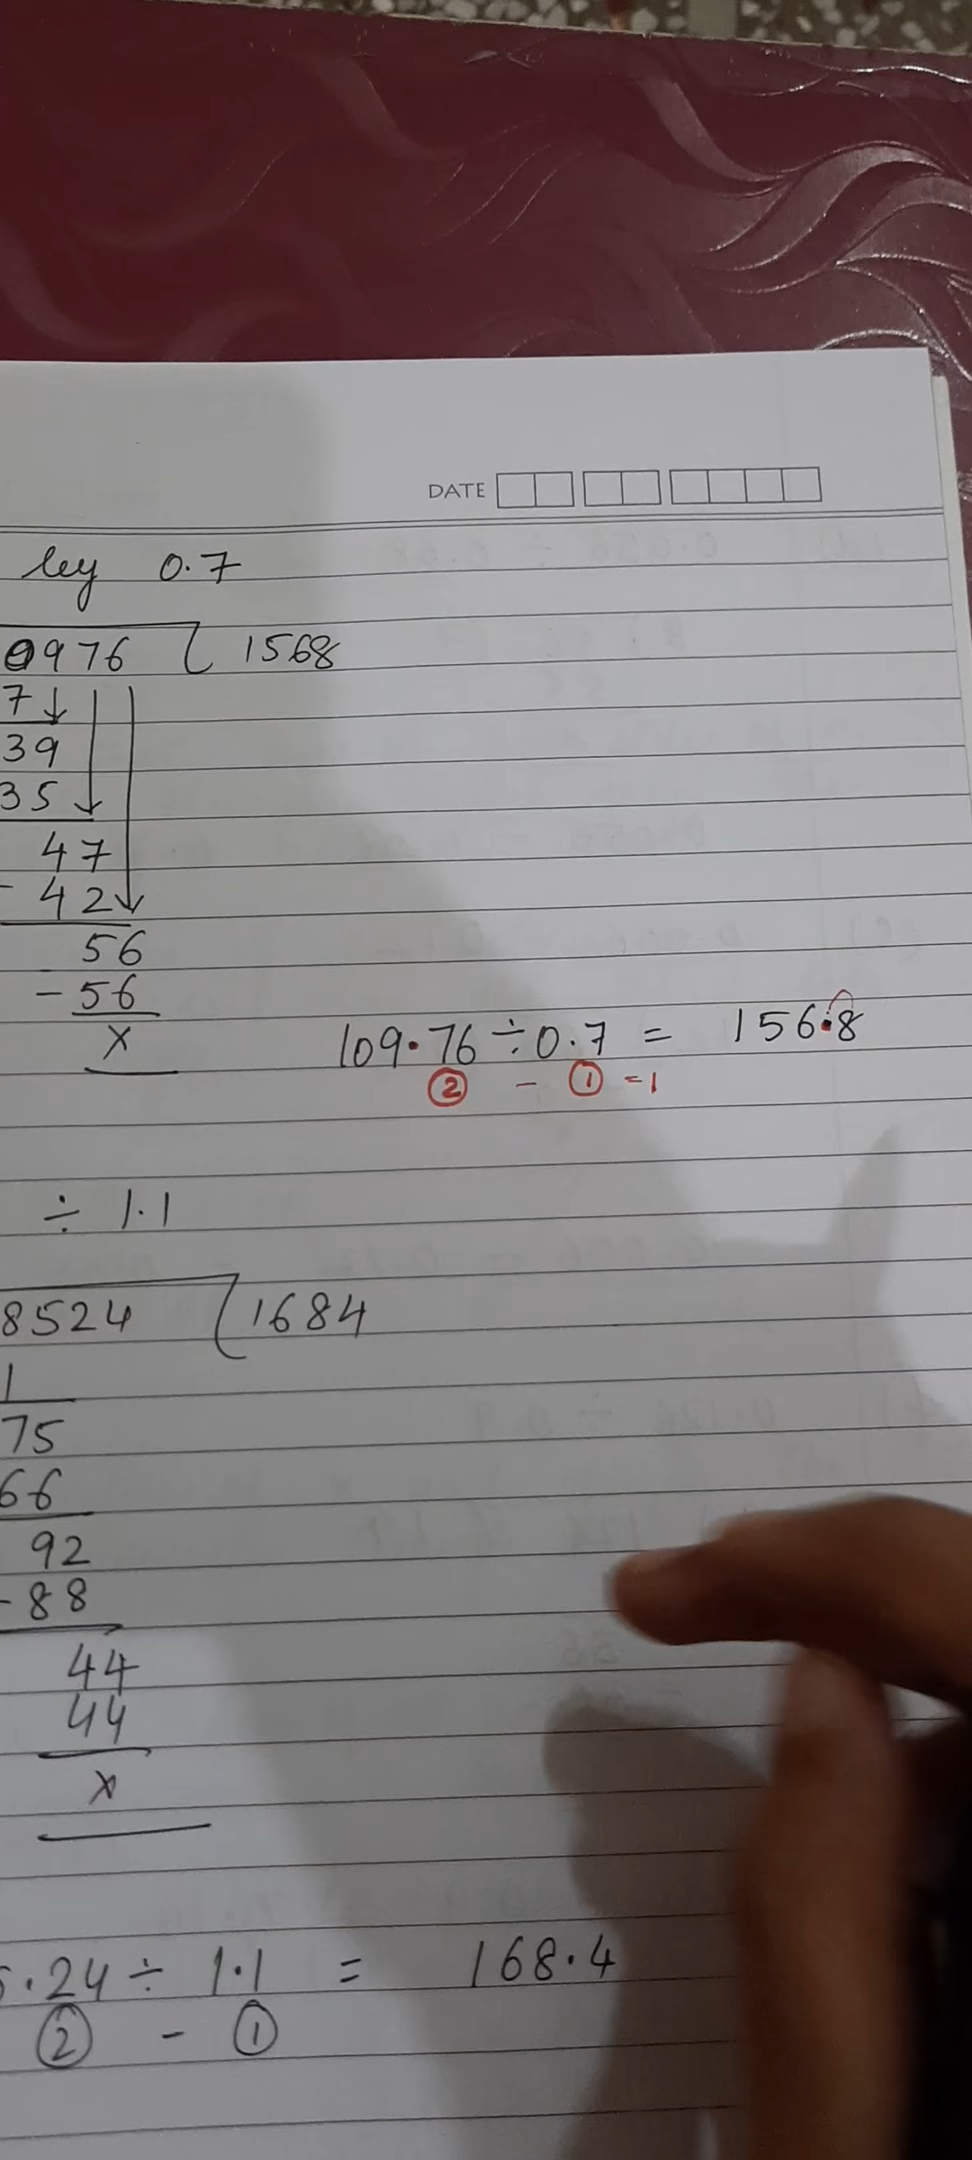 DATE
by 0.7
0976 1568
7
39
35
47
- 42
56
- 56
x
109.76 ÷ 0.7 = 156.8
2 - 1 = 1
÷ 1.1
8524 1684
1
75
66
92
- 88
44
44
x
.24 ÷ 1.1 = 168.4
2 - 1